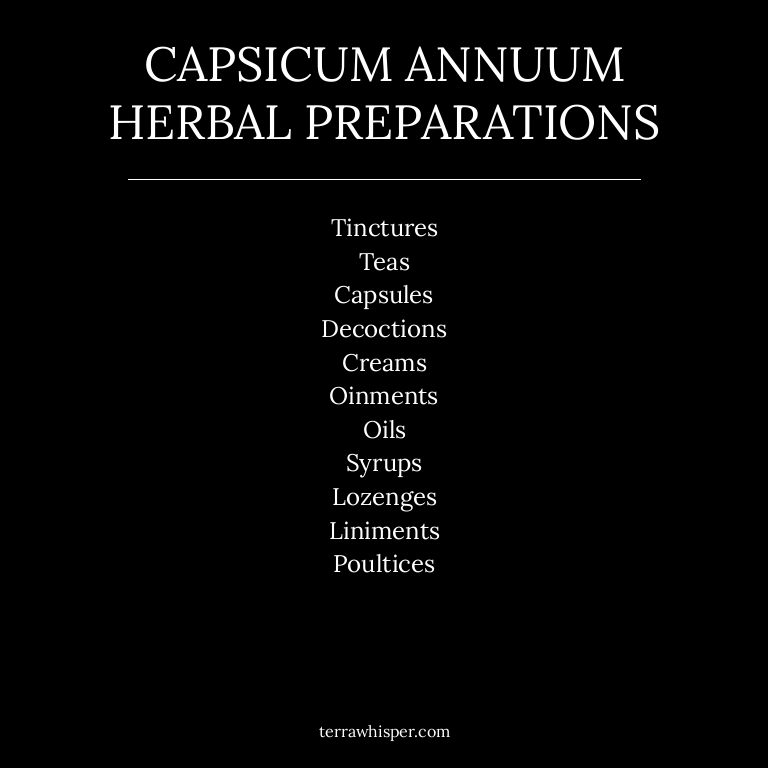 CAPSICUM ANNUUM
HERBAL PREPARATIONS
Tinctures
Teas
Capsules
Decoctions
Creams
Oinments
Oils
Syrups
Lozenges
Liniments
Poultices
terrawhisper.com